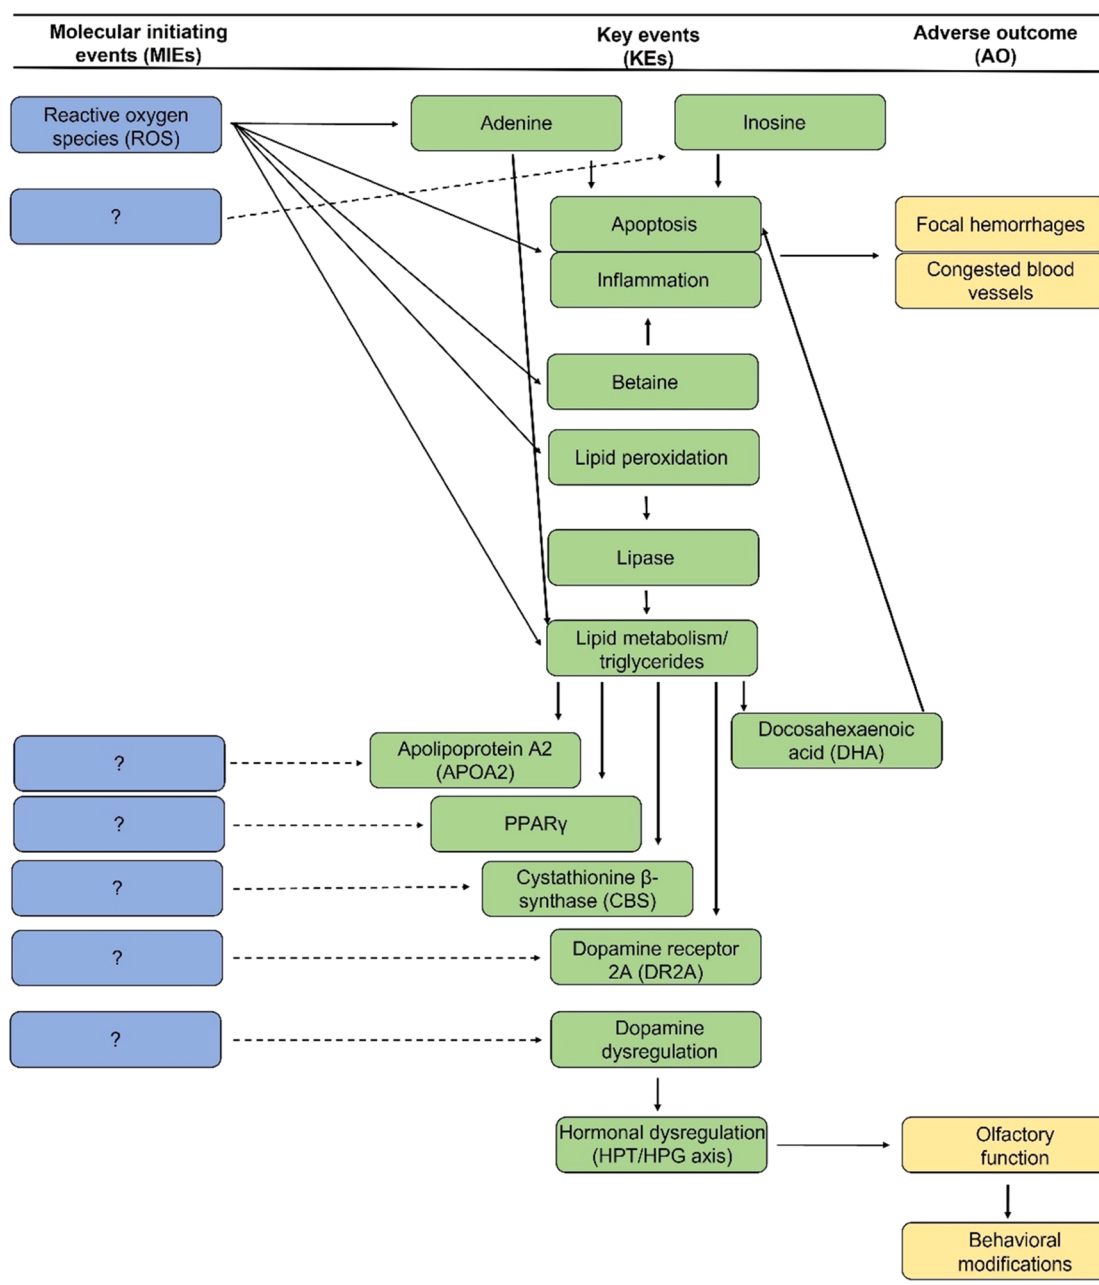 Molecular initiating
events (MIEs)
Key events
(KEs)
Adverse outcome
(AO)
Reactive oxygen
species (ROS)
Adenine
Inosine
?
Apoptosis
Focal hemorrhages
Inflammation
Congested blood
vessels
Betaine
Lipid peroxidation
Lipase
Lipid metabolism/
triglycerides
Docosahexaenoic
acid (DHA)
?
Apolipoprotein A2
(APOA2)
?
PPARγ
?
Cystathionine β-
synthase (CBS)
?
Dopamine receptor
2A (DR2A)
?
Dopamine
dysregulation
Hormonal dysregulation
(HPT/HPG axis)
Olfactory
function
Behavioral
modifications